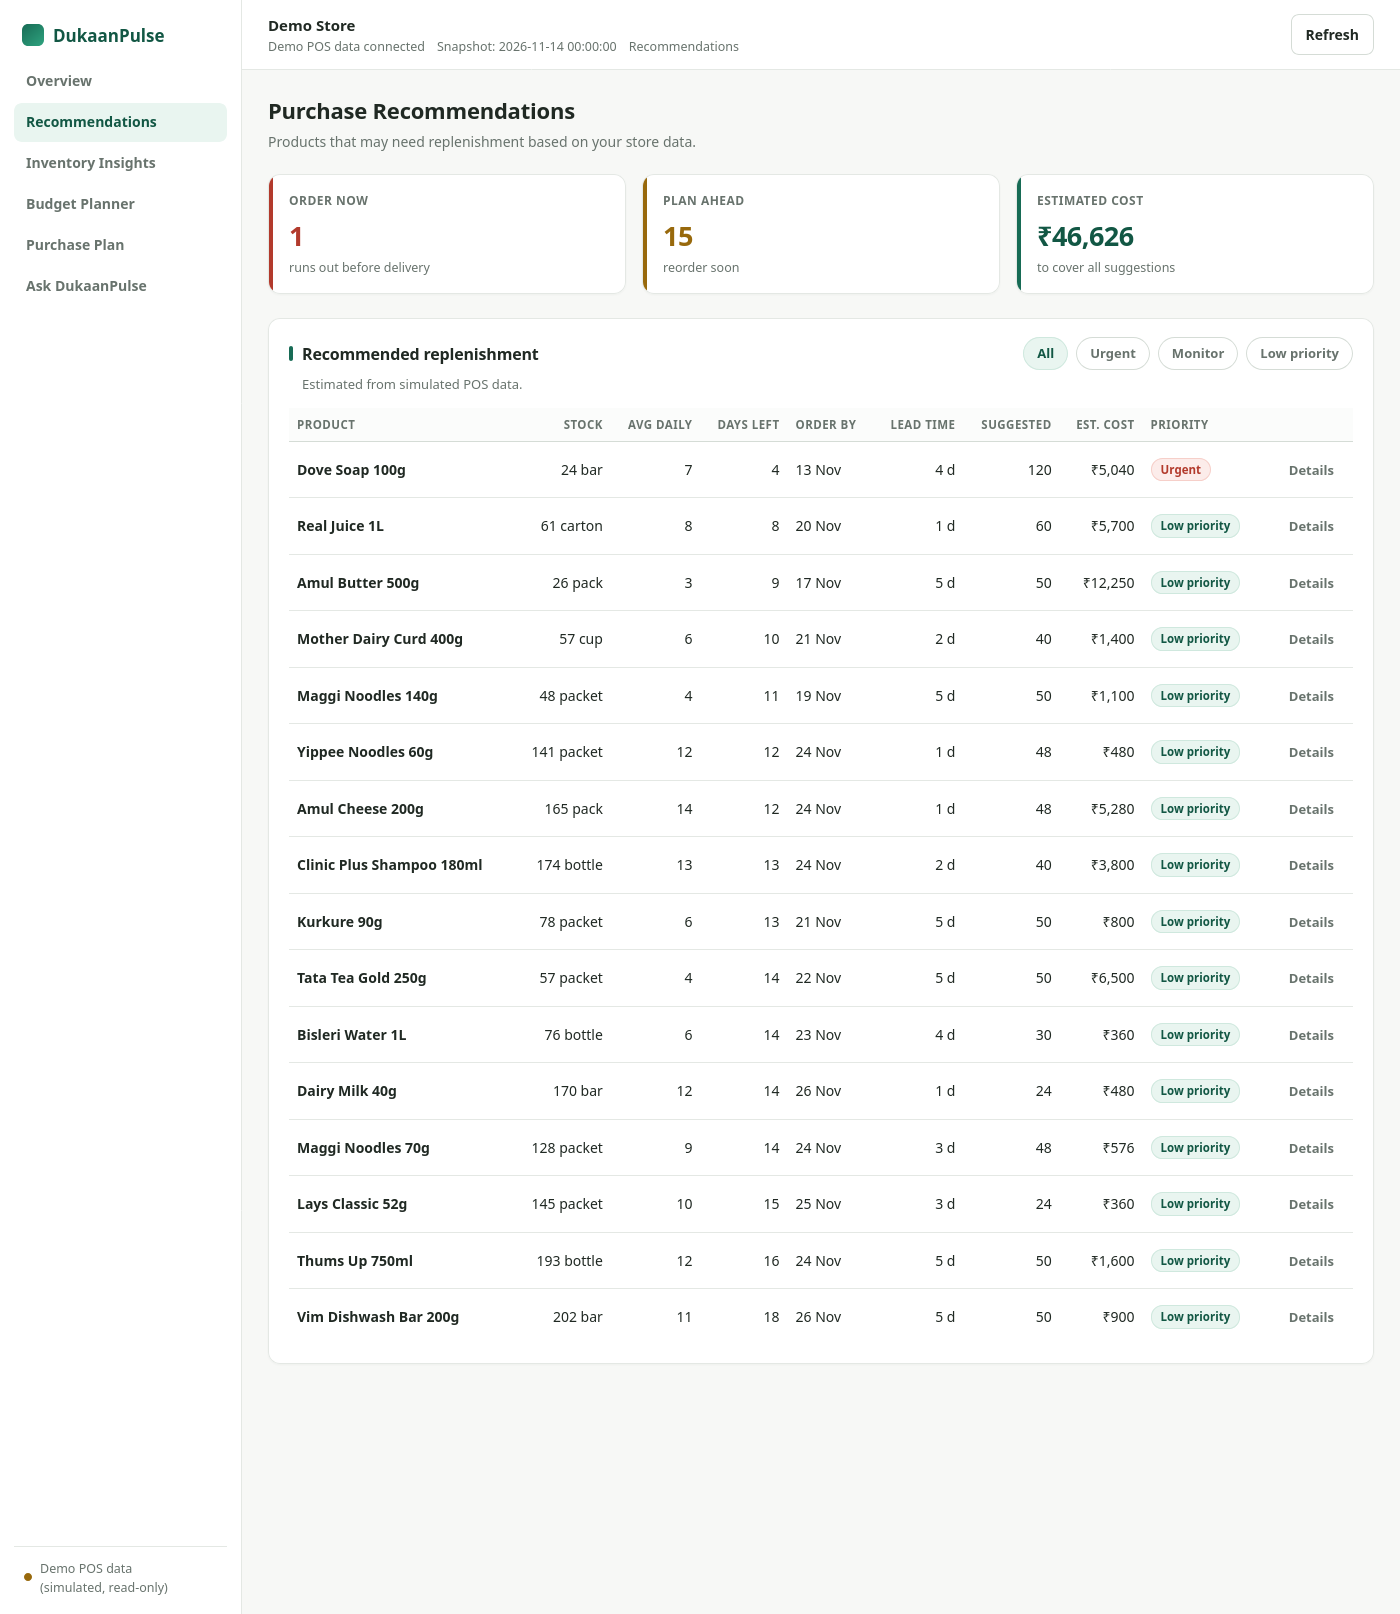 DukaanPulse
Overview
Recommendations
Inventory Insights
Budget Planner
Purchase Plan
Ask DukaanPulse
Demo POS data
(simulated, read-only)
Demo Store
Demo POS data connected Snapshot: 2026-11-14 00:00:00 Recommendations
Refresh
Purchase Recommendations
Products that may need replenishment based on your store data.
ORDER NOW
1
runs out before delivery
PLAN AHEAD
15
reorder soon
ESTIMATED COST
₹46,626
to cover all suggestions
Recommended replenishment
Estimated from simulated POS data.
All Urgent Monitor Low priority
PRODUCT STOCK AVG DAILY DAYS LEFT ORDER BY LEAD TIME SUGGESTED EST. COST PRIORITY
Dove Soap 100g 24 bar 7 4 13 Nov 4 d 120 ₹5,040 Urgent Details
Real Juice 1L 61 carton 8 8 20 Nov 1 d 60 ₹5,700 Low priority Details
Amul Butter 500g 26 pack 3 9 17 Nov 5 d 50 ₹12,250 Low priority Details
Mother Dairy Curd 400g 57 cup 6 10 21 Nov 2 d 40 ₹1,400 Low priority Details
Maggi Noodles 140g 48 packet 4 11 19 Nov 5 d 50 ₹1,100 Low priority Details
Yippee Noodles 60g 141 packet 12 12 24 Nov 1 d 48 ₹480 Low priority Details
Amul Cheese 200g 165 pack 14 12 24 Nov 1 d 48 ₹5,280 Low priority Details
Clinic Plus Shampoo 180ml 174 bottle 13 13 24 Nov 2 d 40 ₹3,800 Low priority Details
Kurkure 90g 78 packet 6 13 21 Nov 5 d 50 ₹800 Low priority Details
Tata Tea Gold 250g 57 packet 4 14 22 Nov 5 d 50 ₹6,500 Low priority Details
Bisleri Water 1L 76 bottle 6 14 23 Nov 4 d 30 ₹360 Low priority Details
Dairy Milk 40g 170 bar 12 14 26 Nov 1 d 24 ₹480 Low priority Details
Maggi Noodles 70g 128 packet 9 14 24 Nov 3 d 48 ₹576 Low priority Details
Lays Classic 52g 145 packet 10 15 25 Nov 3 d 24 ₹360 Low priority Details
Thums Up 750ml 193 bottle 12 16 24 Nov 5 d 50 ₹1,600 Low priority Details
Vim Dishwash Bar 200g 202 bar 11 18 26 Nov 5 d 50 ₹900 Low priority Details